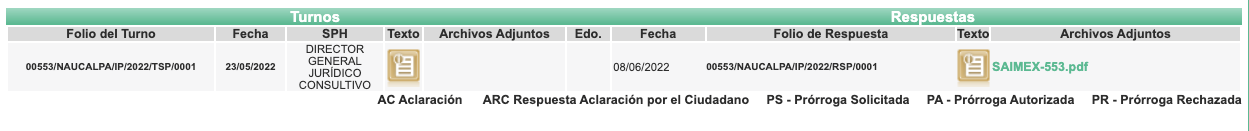 Turnos Respuestas
Folio del Turno Fecha SPH Texto Archivos Adjuntos Edo. Fecha Folio de Respuesta Texto Archivos Adjuntos
00553/NAUCALPA/IP/2022/TSP/0001 23/05/2022 DIRECTOR
GENERAL
JURÍDICO
CONSULTIVO
08/06/2022 00553/NAUCALPA/IP/2022/RSP/0001 SAIMEX-553.pdf
AC Aclaración ARC Respuesta Aclaración por el Ciudadano PS - Prórroga Solicitada PA - Prórroga Autorizada PR - Prórroga Rechazada